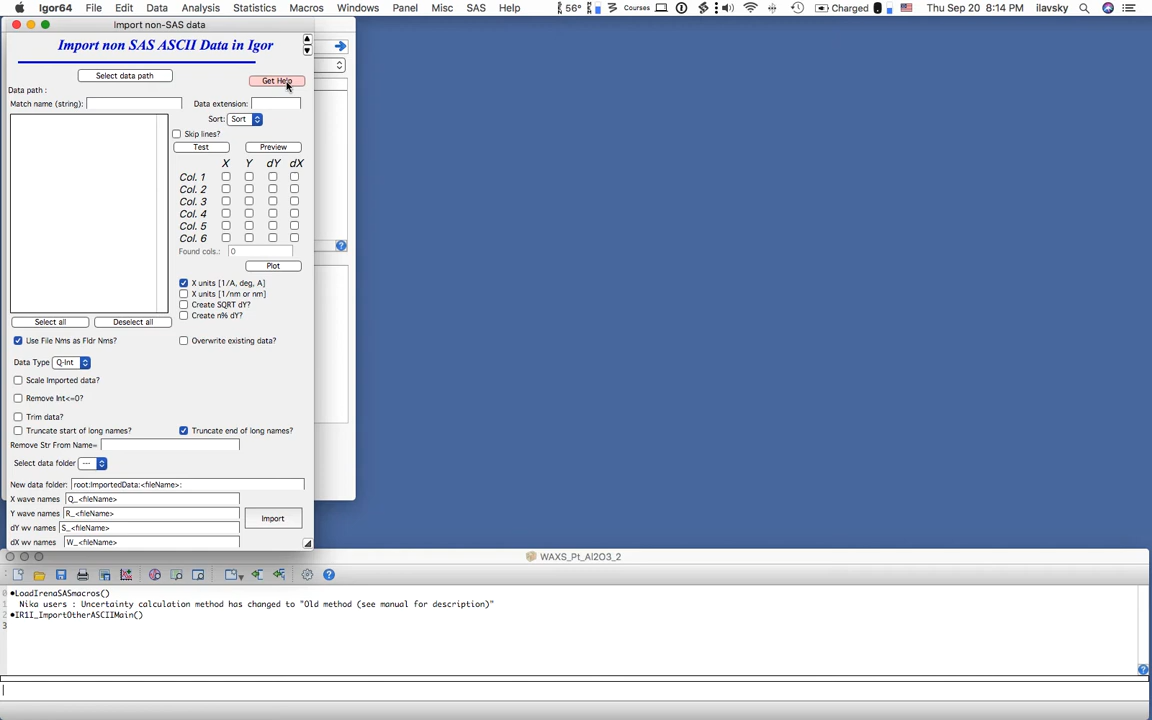 Igor64 File Edit Data Analysis Statistics Macros Windows Panel Misc SAS Help 56° Courses Charged Thu Sep 20 8:14 PM ilavsky
Import non-SAS data
Import non SAS ASCII Data in Igor
Select data path
Get Help
Data path :
Match name (string): Data extension:
Sort: Sort
Skip lines?
Test Preview
X Y dY dX
Col. 1
Col. 2
Col. 3
Col. 4
Col. 5
Col. 6
Found cols.: 0
Plot
X units [1/A, deg, A]
X units [1/nm or nm]
Create SQRT dY?
Create n% dY?
Select all Deselect all
Use File Nms as Fldr Nms? Overwrite existing data?
Data Type Q-Int
Scale Imported data?
Remove Int<=0?
Trim data?
Truncate start of long names? Truncate end of long names?
Remove Str From Name=
Select data folder ---
New data folder: root:ImportedData:<fileName>:
X wave names Q_<fileName>
Y wave names R_<fileName>
Import
dY wv names S_<fileName>
dX wv names W_<fileName>
WAXS_Pt_Al2O3_2
0 •LoadIrenaSASmacros()
1 Nika users : Uncertainty calculation method has changed to "Old method (see manual for description)"
2 •IR1I_ImportOtherASCIIMain()
3